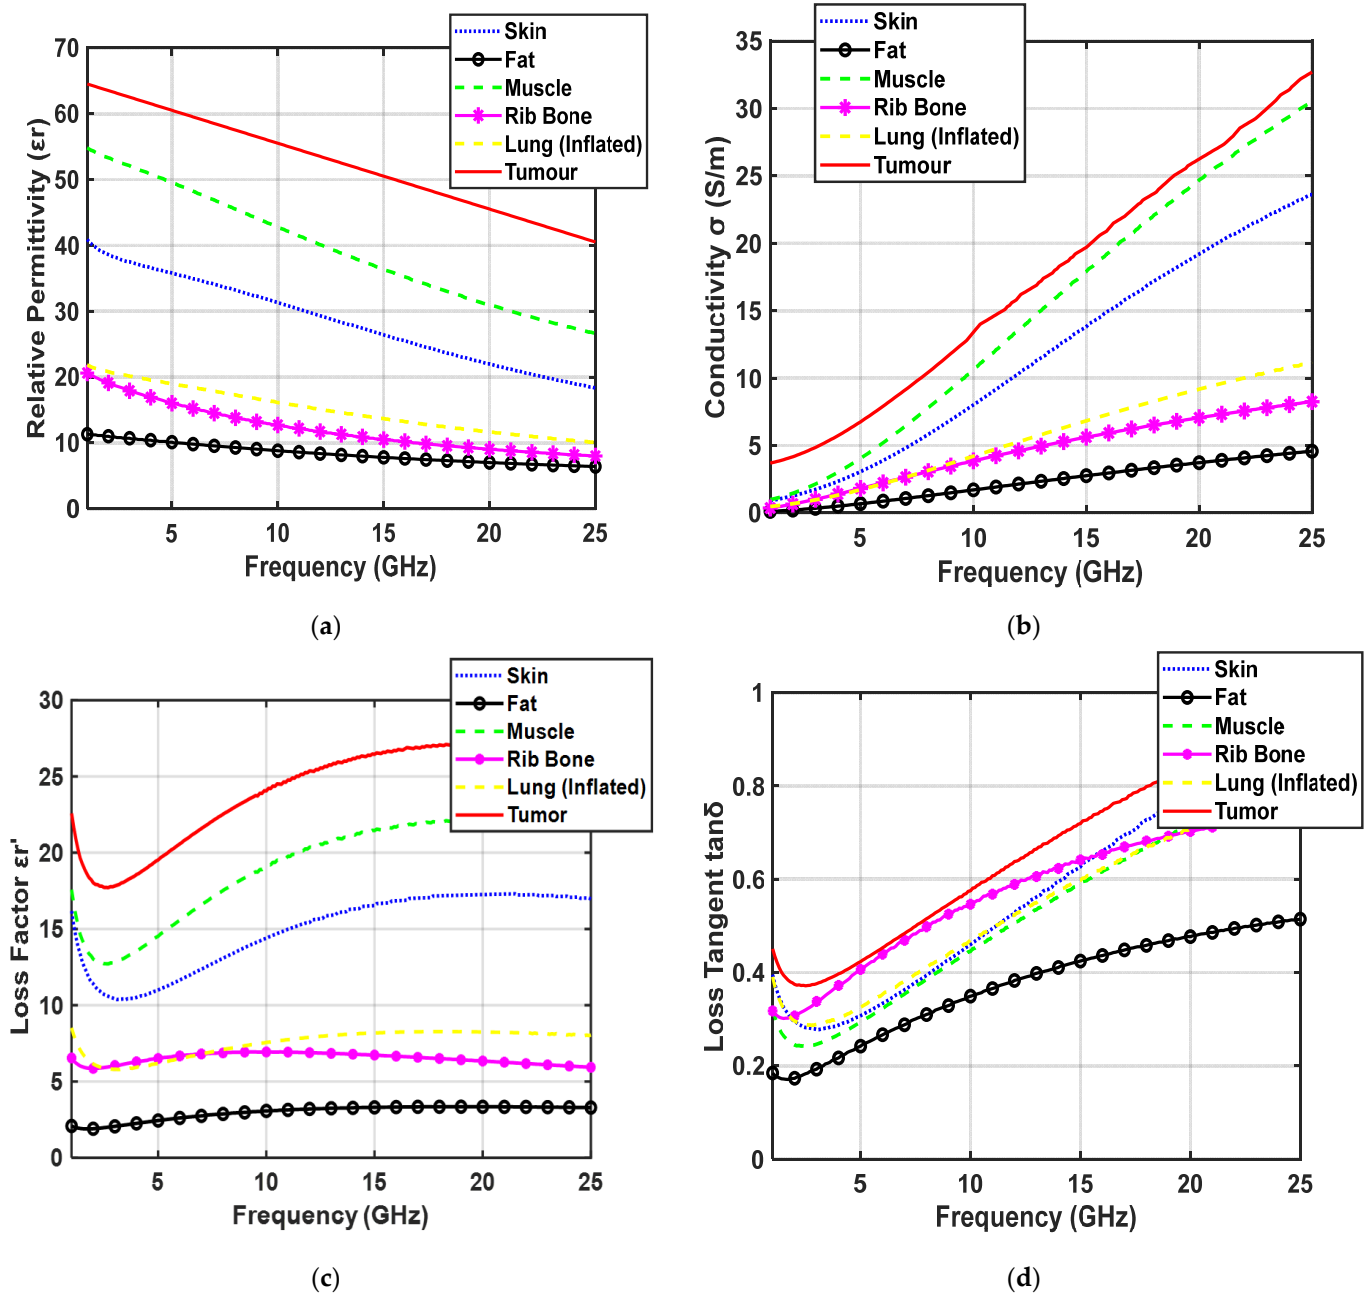 Skin
Fat
Muscle
Rib Bone
Lung (Inflated)
Tumour
70
60
50
40
30
20
10
0
5
10
15
20
25
Relative Permittivity (εr)
Frequency (GHz)
(a)
Skin
Fat
Muscle
Rib Bone
Lung (Inflated)
Tumour
35
30
25
20
15
10
5
0
5
10
15
20
25
Conductivity σ (S/m)
Frequency (GHz)
(b)
Skin
Fat
Muscle
Rib Bone
Lung (Inflated)
Tumor
30
25
20
15
10
5
0
5
10
15
20
25
Loss Factor εr'
Frequency (GHz)
(c)
Skin
Fat
Muscle
Rib Bone
Lung (Inflated)
Tumor
1
0.8
0.6
0.4
0.2
0
5
10
15
20
25
Loss Tangent tanδ
Frequency (GHz)
(d)